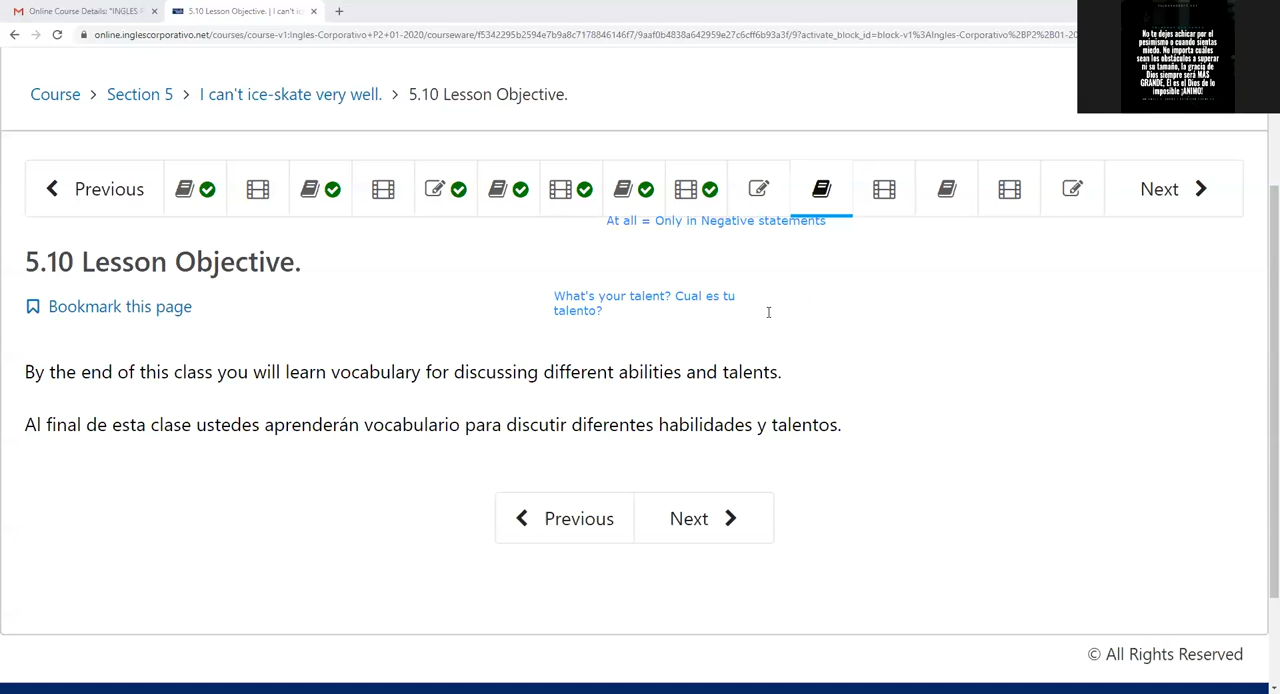 Online Course Details: "INGLES P
5.10 Lesson Objective. | I can't ic
online.inglescorporativo.net/courses/course-v1:Ingles-Corporativo+P2+01-2020/courseware/f5342295b2594e7b9a8c7178846146f7/9aaf0b4838a642959e27c6cff6b93a3f/9?activate_block_id=block-v1%3AIngles-Corporativo%2BP2%2B01-20
No te dejes achicar por el
pesimismo o cuando sientas
miedo. No importa cuáles
sean los obstáculos a superar
ni su tamaño, la gracia de
Dios siempre será MÁS
GRANDE, Él es el Dios de lo
imposible ¡ÁNIMO!
Course > Section 5 > I can't ice-skate very well. > 5.10 Lesson Objective.
Previous
Next
At all = Only in Negative statements
5.10 Lesson Objective.
Bookmark this page
What's your talent? Cual es tu
talento?
By the end of this class you will learn vocabulary for discussing different abilities and talents.
Al final de esta clase ustedes aprenderán vocabulario para discutir diferentes habilidades y talentos.
Previous
Next
© All Rights Reserved